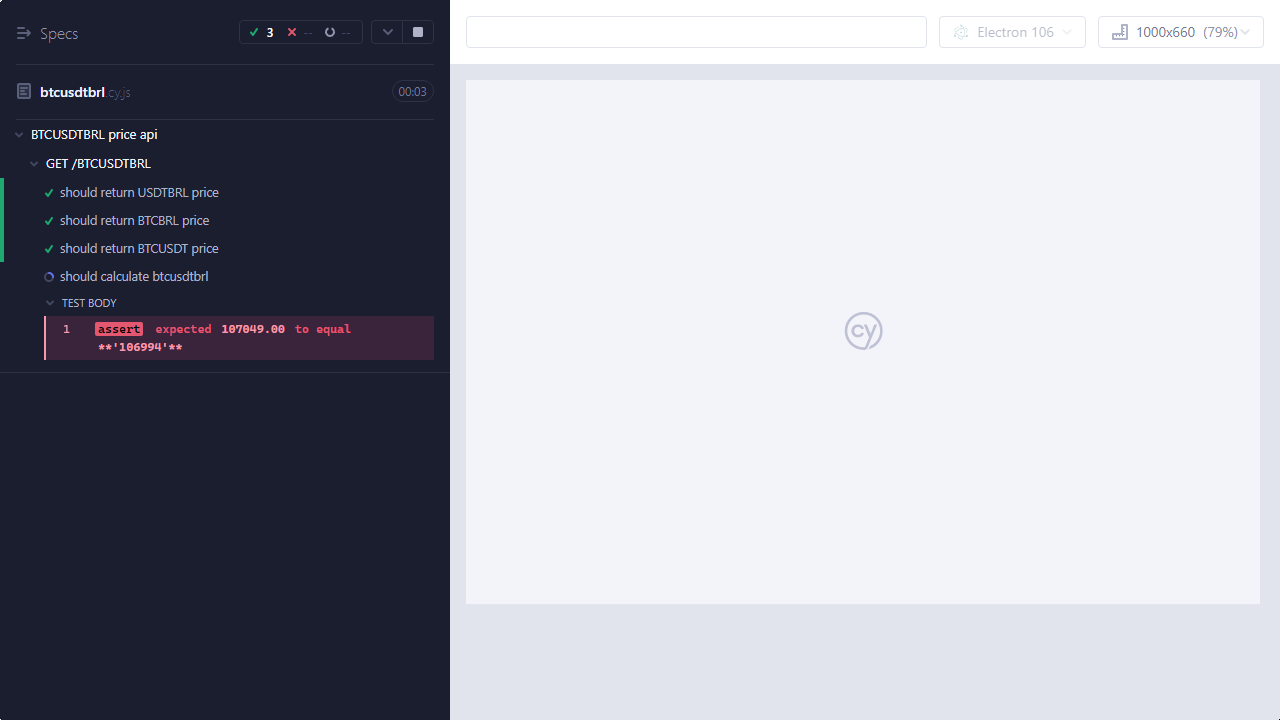 Specs
3 -- --
btcusdtbrl.cy.js 00:03
BTCUSDTBRL price api
GET /BTCUSDTBRL
should return USDTBRL price
should return BTCBRL price
should return BTCUSDT price
should calculate btcusdtbrl
TEST BODY
1 assert expected 107049.00 to equal
**'106994'**
Electron 106
1000x660 (79%)
cy